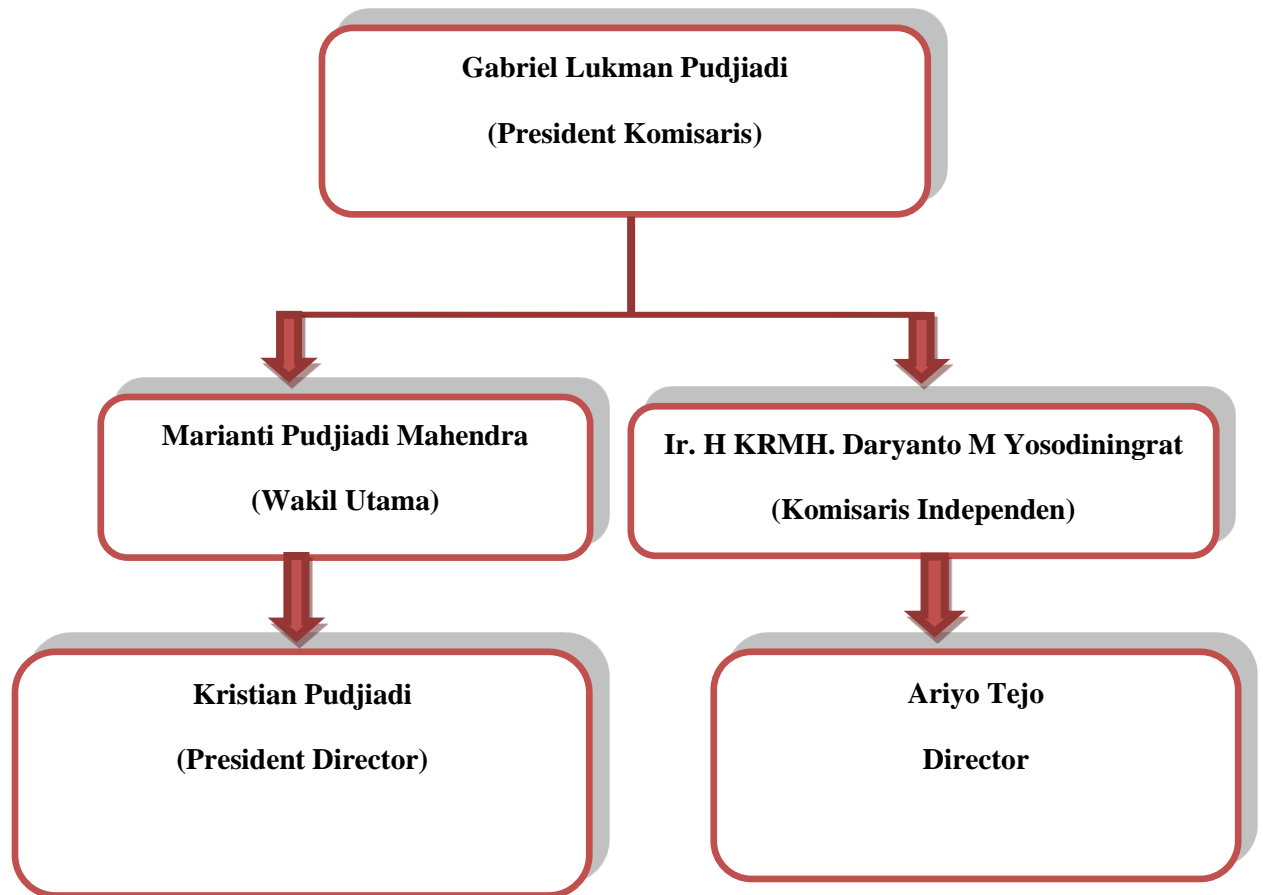 Gabriel Lukman Pudjiadi
(President Komisaris)
Marianti Pudjiadi Mahendra
(Wakil Utama)
Ir. H KRMH. Daryanto M Yosodiningrat
(Komisaris Independen)
Kristian Pudjiadi
(President Director)
Ariyo Tejo
Director